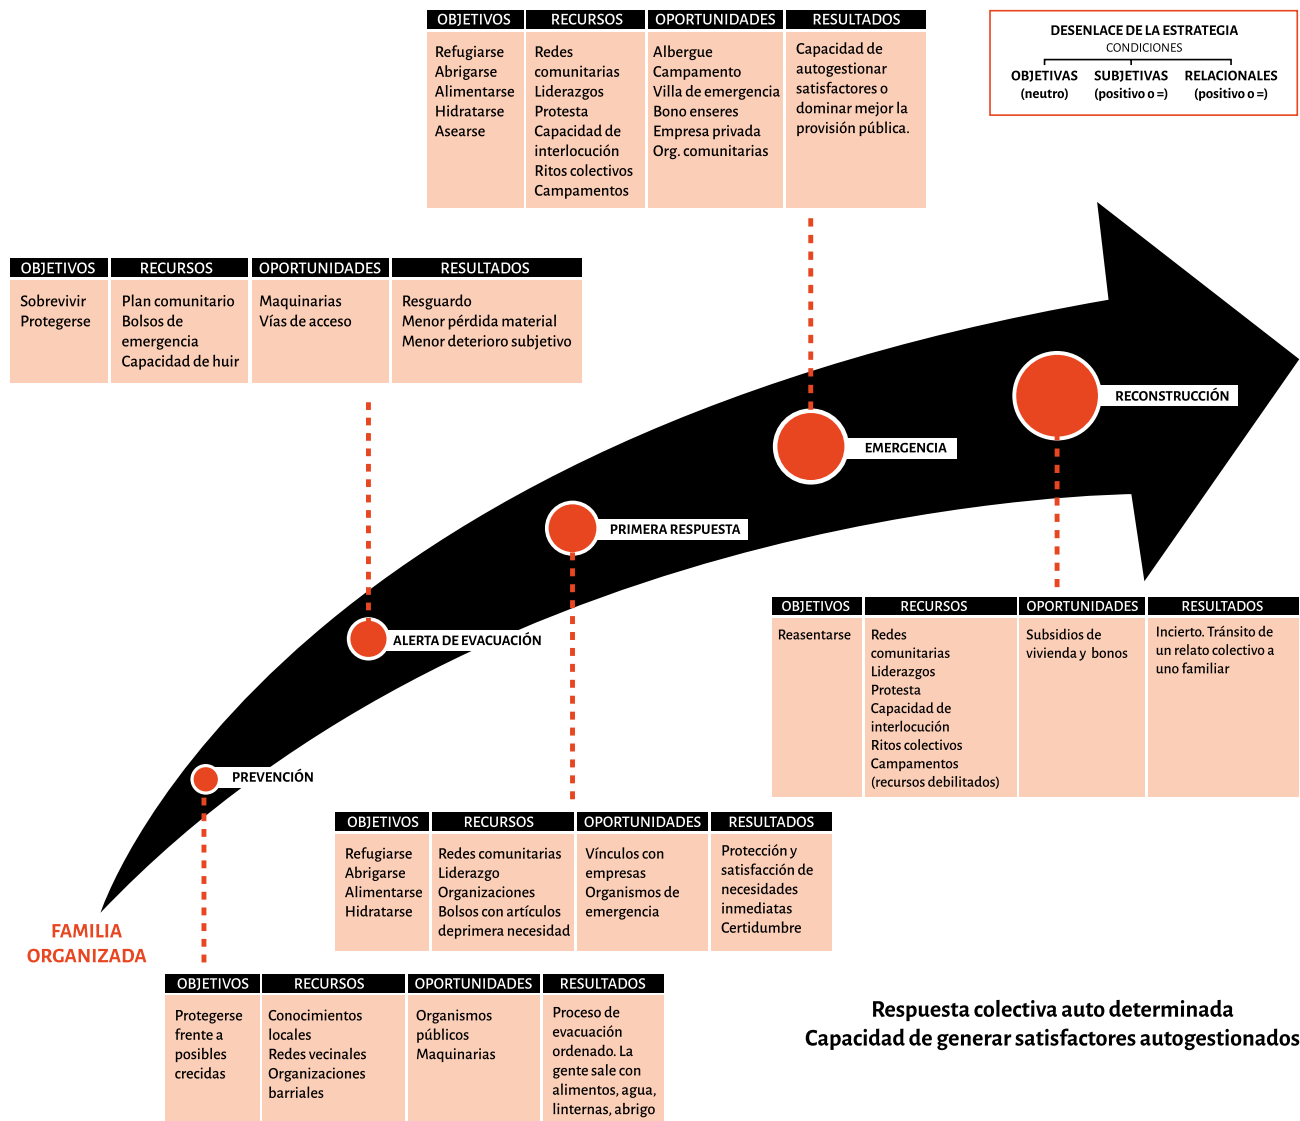 OBJETIVOS RECURSOS OPORTUNIDADES RESULTADOS
Refugiarse
Abrigarse
Alimentarse
Hidratarse
Asearse
Redes
comunitarias
Liderazgos
Protesta
Capacidad de
interlocución
Ritos colectivos
Campamentos
Albergue
Campamento
Villa de emergencia
Bono enseres
Empresa privada
Org. comunitarias
Capacidad de
autogestionar
satisfactores o
dominar mejor la
provisión pública.
DESENLACE DE LA ESTRATEGIA
CONDICIONES
OBJETIVAS SUBJETIVAS RELACIONALES
(neutro) (positivo o =) (positivo o =)
OBJETIVOS RECURSOS OPORTUNIDADES RESULTADOS
Sobrevivir
Protegerse
Plan comunitario
Bolsos de
emergencia
Capacidad de huir
Maquinarias
Vías de acceso
Resguardo
Menor pérdida material
Menor deterioro subjetivo
RECONSTRUCCIÓN
EMERGENCIA
PRIMERA RESPUESTA
ALERTA DE EVACUACIÓN
PREVENCIÓN
OBJETIVOS RECURSOS OPORTUNIDADES RESULTADOS
Reasentarse
Redes
comunitarias
Liderazgos
Protesta
Capacidad de
interlocución
Ritos colectivos
Campamentos
(recursos debilitados)
Subsidios de
vivienda y bonos
Incierto. Tránsito de
un relato colectivo a
uno familiar
OBJETIVOS RECURSOS OPORTUNIDADES RESULTADOS
Refugiarse
Abrigarse
Alimentarse
Hidratarse
Redes comunitarias
Liderazgo
Organizaciones
Bolsos con artículos
deprimera necesidad
Vínculos con
empresas
Organismos de
emergencia
Protección y
satisfacción de
necesidades
inmediatas
Certidumbre
FAMILIA
ORGANIZADA
OBJETIVOS RECURSOS OPORTUNIDADES RESULTADOS
Protegerse
frente a
posibles
crecidas
Conocimientos
locales
Redes vecinales
Organizaciones
barriales
Organismos
públicos
Maquinarias
Proceso de
evacuación
ordenado. La
gente sale con
alimentos, agua,
linternas, abrigo
Respuesta colectiva auto determinada
Capacidad de generar satisfactores autogestionados